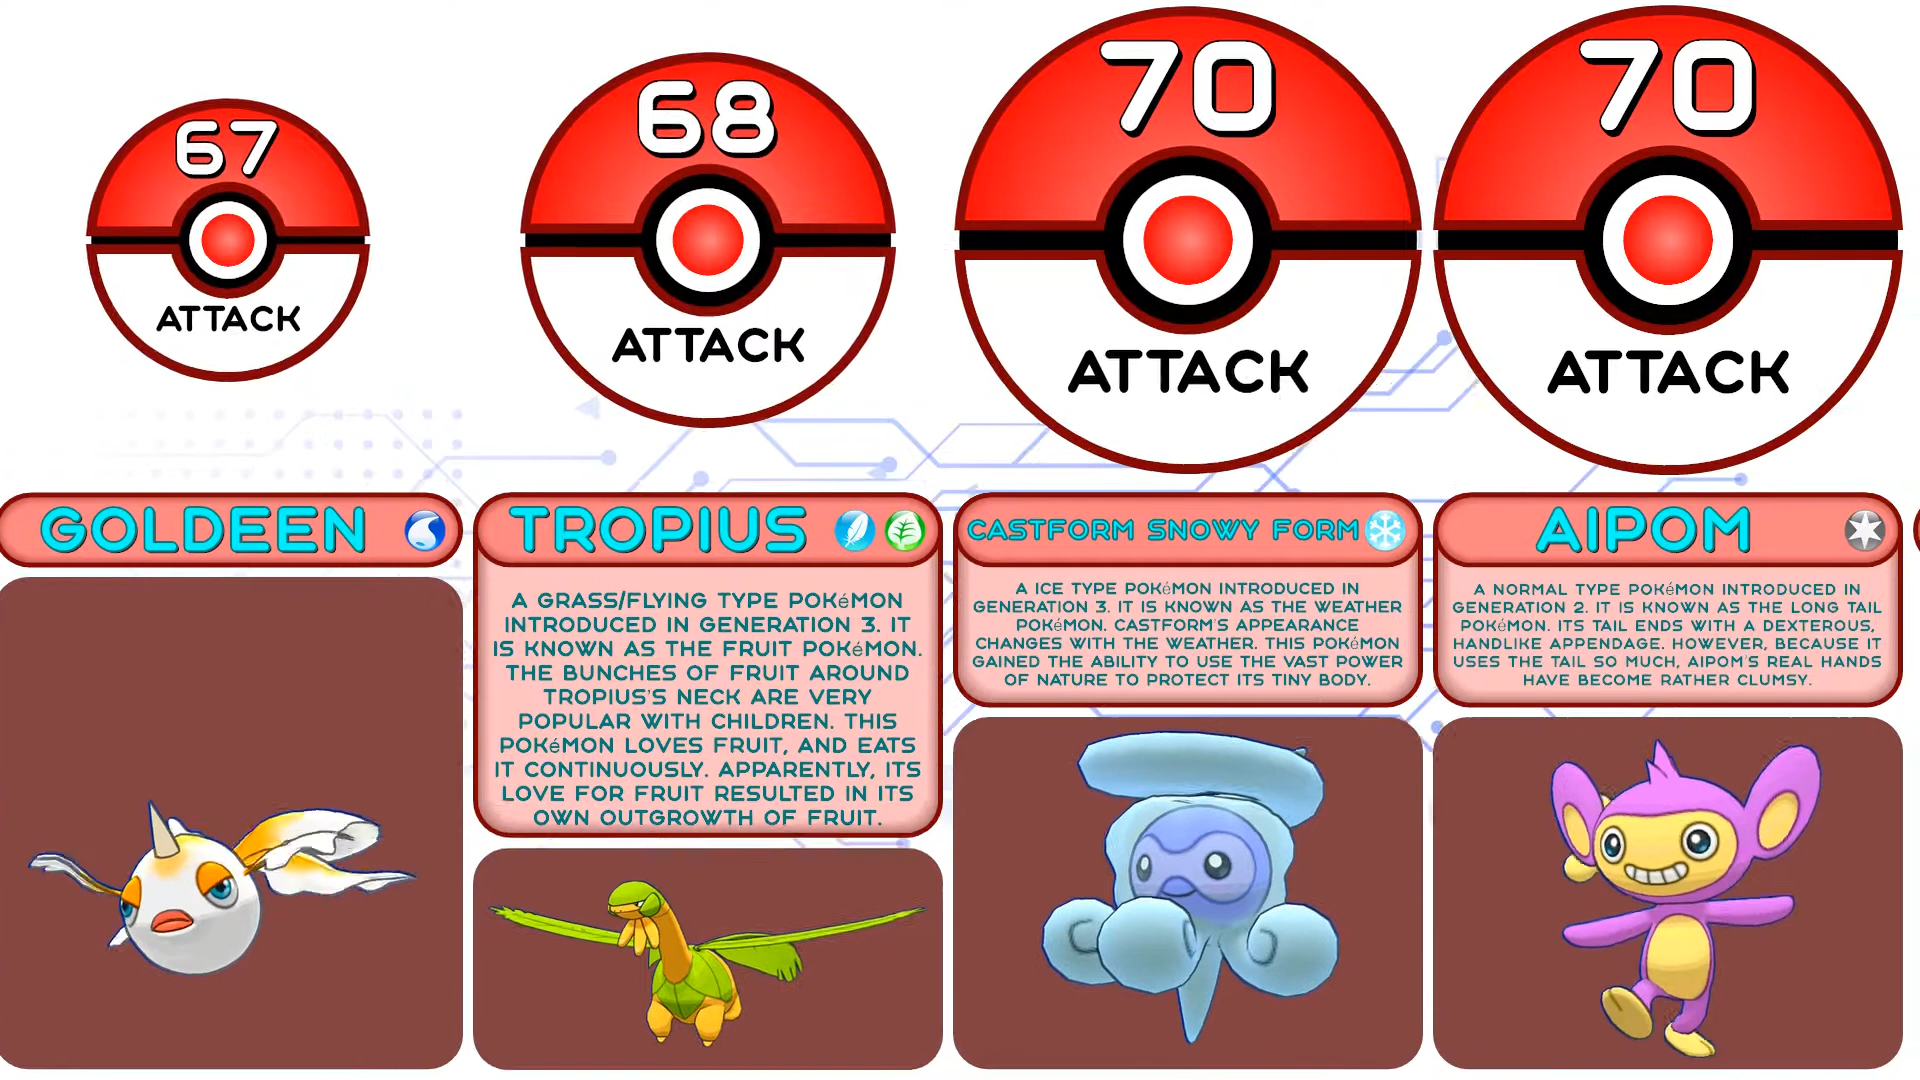 67
ATTACK
68
ATTACK
70
ATTACK
70
ATTACK
GOLDEEN
TROPIUS
A GRASS/FLYING TYPE POKéMON
INTRODUCED IN GENERATION 3. IT
IS KNOWN AS THE FRUIT POKéMON.
THE BUNCHES OF FRUIT AROUND
TROPIUS'S NECK ARE VERY
POPULAR WITH CHILDREN. THIS
POKéMON LOVES FRUIT, AND EATS
IT CONTINUOUSLY. APPARENTLY, ITS
LOVE FOR FRUIT RESULTED IN ITS
OWN OUTGROWTH OF FRUIT.
CASTFORM SNOWY FORM
A ICE TYPE POKéMON INTRODUCED IN
GENERATION 3. IT IS KNOWN AS THE WEATHER
POKéMON. CASTFORM'S APPEARANCE
CHANGES WITH THE WEATHER. THIS POKéMON
GAINED THE ABILITY TO USE THE VAST POWER
OF NATURE TO PROTECT ITS TINY BODY.
AIPOM
A NORMAL TYPE POKéMON INTRODUCED IN
GENERATION 2. IT IS KNOWN AS THE LONG TAIL
POKéMON. ITS TAIL ENDS WITH A DEXTEROUS,
HANDLIKE APPENDAGE. HOWEVER, BECAUSE IT
USES THE TAIL SO MUCH, AIPOM'S REAL HANDS
HAVE BECOME RATHER CLUMSY.